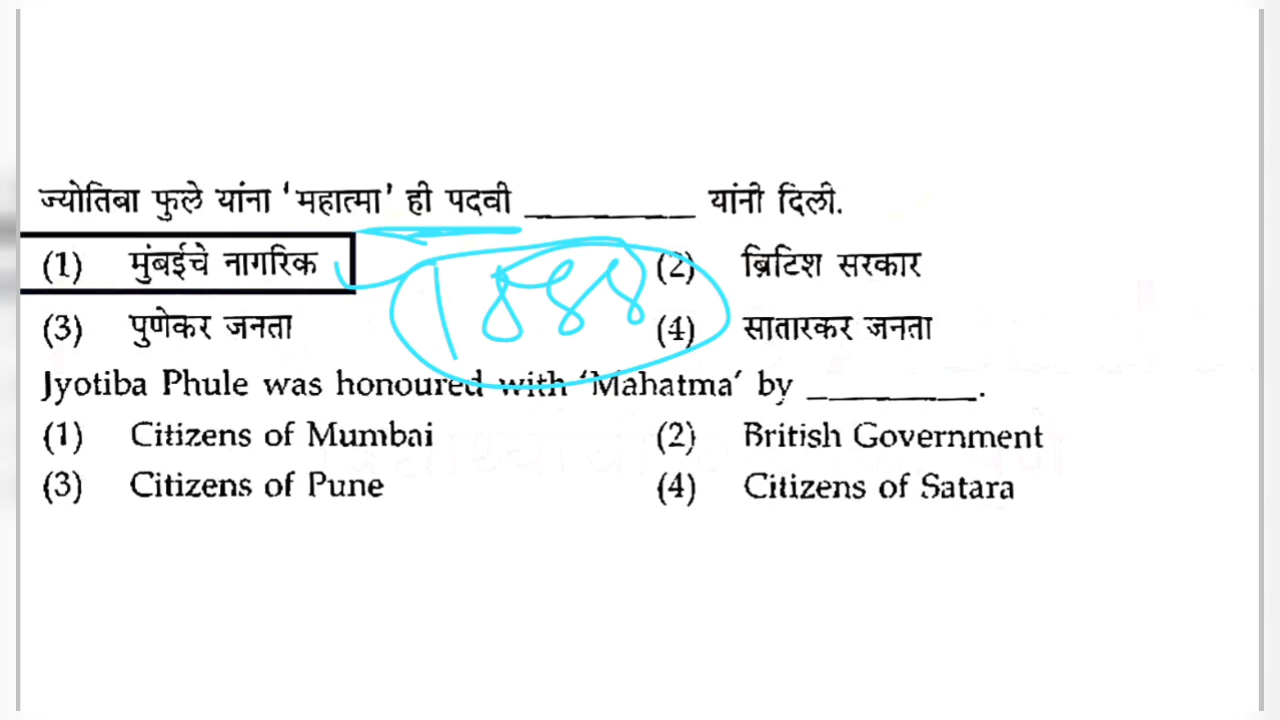 ज्योतिबा फुले यांना 'महात्मा' ही पदवी __________ यांनी दिली.
(1) मुंबईचे नागरिक (2) ब्रिटिश सरकार
1888
(3) पुणेकर जनता (4) सातारकर जनता
Jyotiba Phule was honoured with 'Mahatma' by __________.
(1) Citizens of Mumbai (2) British Government
(3) Citizens of Pune (4) Citizens of Satara